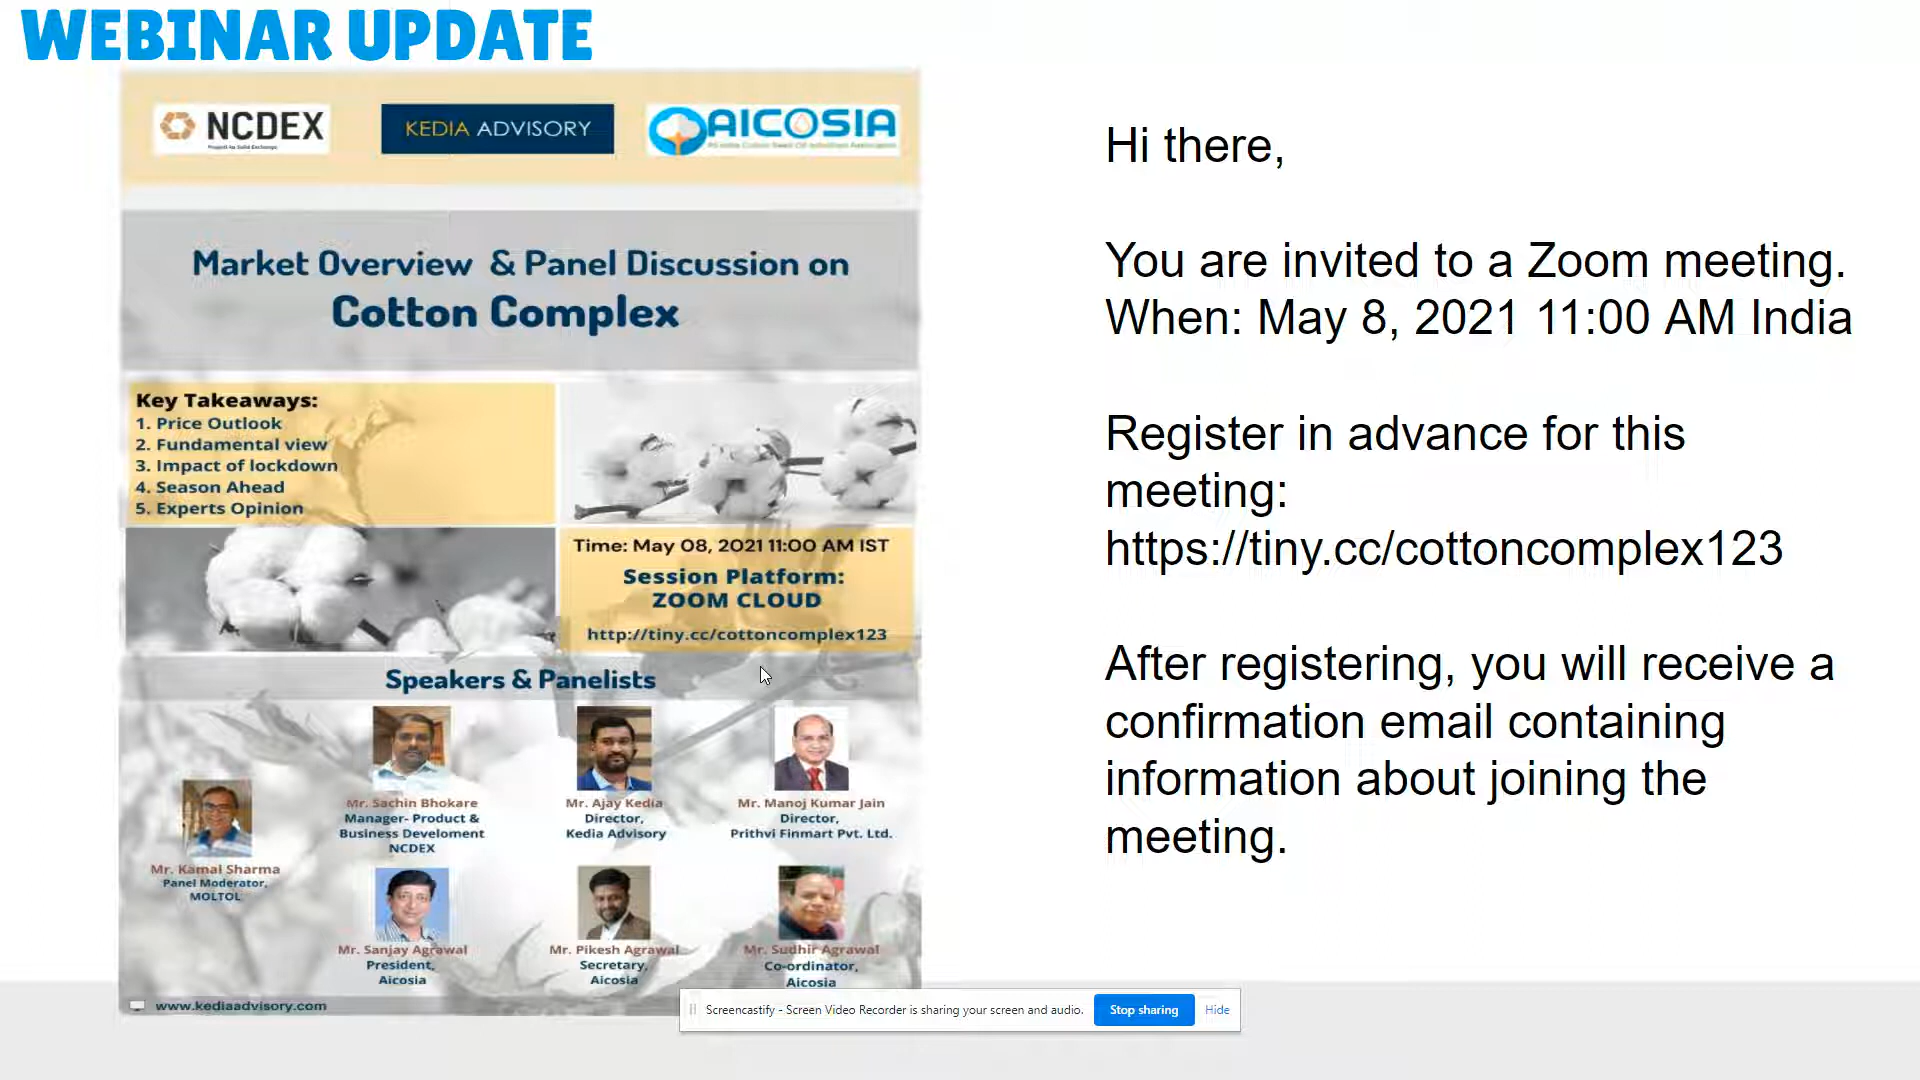 WEBINAR UPDATE
NCDEX
KEDIA ADVISORY
AICOSIA
All India Cotton Seed Oil Industries Association
Market Overview & Panel Discussion on
Cotton Complex
Key Takeaways:
1. Price Outlook
2. Fundamental view
3. Impact of lockdown
4. Season Ahead
5. Experts Opinion
Time: May 08, 2021 11:00 AM IST
Session Platform:
ZOOM CLOUD
http://tiny.cc/cottoncomplex123
Speakers & Panelists
Mr. Kamal Sharma
Panel Moderator,
MOLTOL
Mr. Sachin Bhokare
Manager- Product &
Business Develoment
NCDEX
Mr. Ajay Kedia
Director,
Kedia Advisory
Mr. Manoj Kumar Jain
Director,
Prithvi Finmart Pvt. Ltd.
Mr. Sanjay Agrawal
President,
Aicosia
Mr. Pikesh Agrawal
Secretary,
Aicosia
Mr. Sudhir Agrawal
Co-ordinator,
Aicosia
www.kediaadvisory.com
Hi there,
You are invited to a Zoom meeting.
When: May 8, 2021 11:00 AM India
Register in advance for this
meeting:
https://tiny.cc/cottoncomplex123
After registering, you will receive a
confirmation email containing
information about joining the
meeting.
Screencastify - Screen Video Recorder is sharing your screen and audio.
Stop sharing
Hide